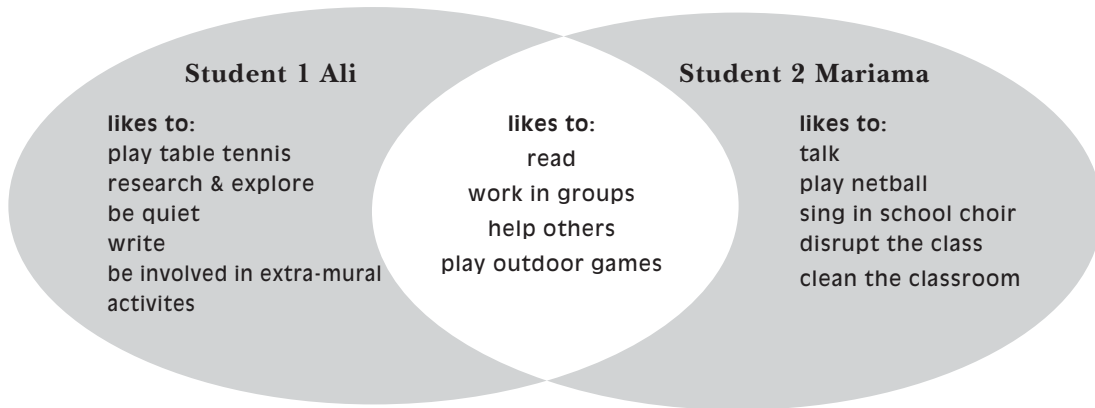 Student 1 Ali
likes to:
play table tennis
research & explore
be quiet
write
be involved in extra-mural
activites
likes to:
read
work in groups
help others
play outdoor games
Student 2 Mariama
likes to:
talk
play netball
sing in school choir
disrupt the class
clean the classroom